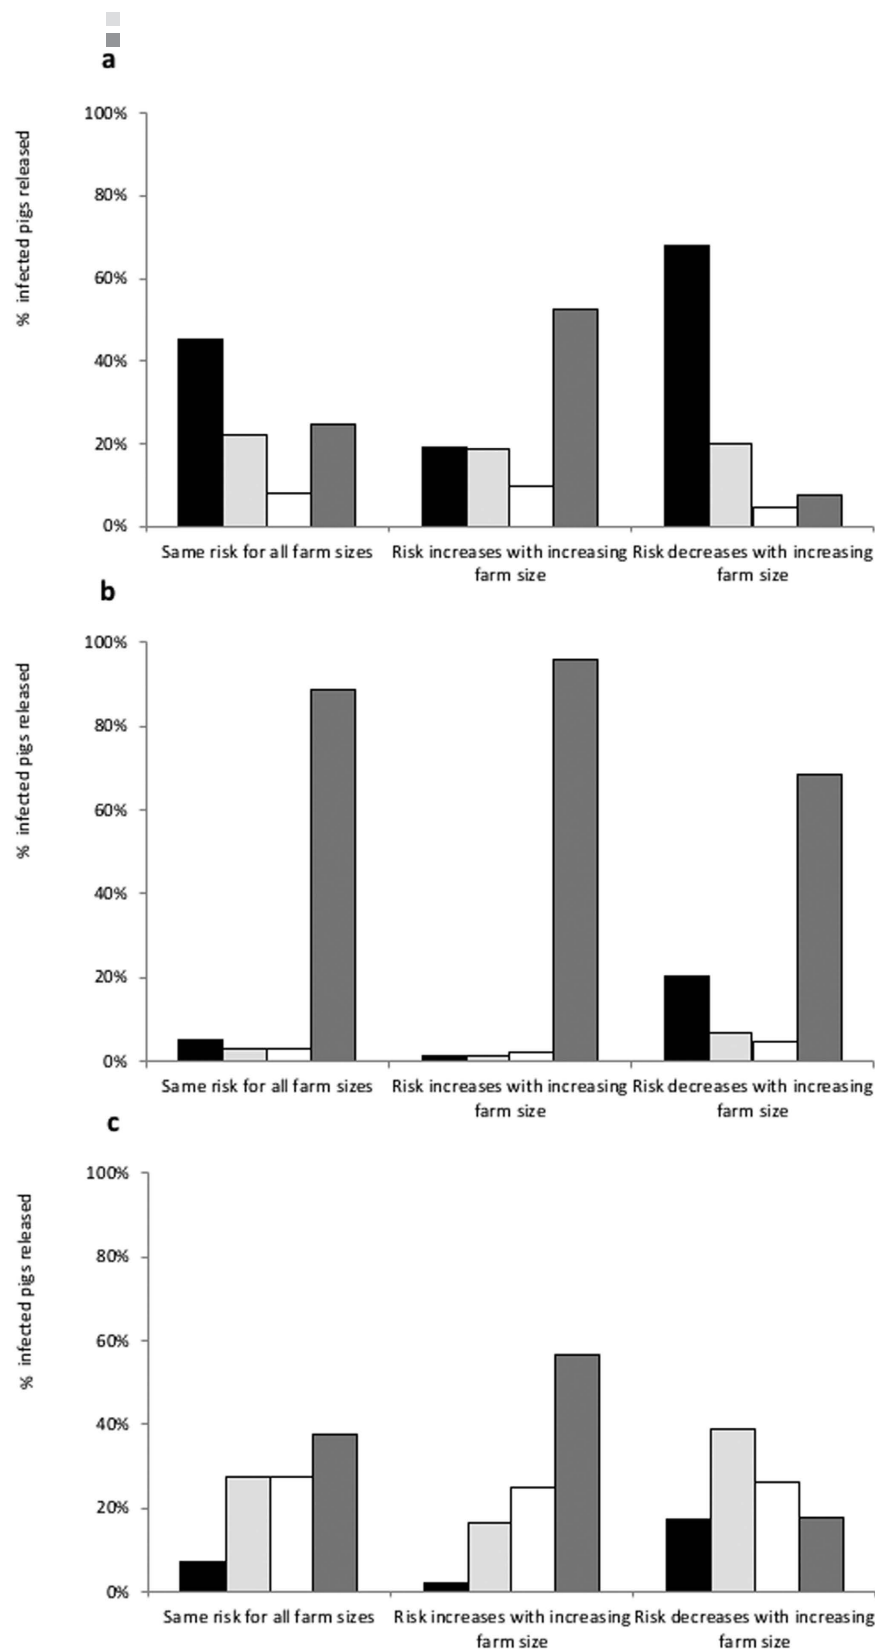 a
% infected pigs released
100%
80%
60%
40%
20%
0%
Same risk for all farm sizes
Risk increases with increasing
farm size
Risk decreases with increasing
farm size
b
% infected pigs released
100%
80%
60%
40%
20%
0%
Same risk for all farm sizes
Risk increases with increasing
farm size
Risk decreases with increasing
farm size
c
% infected pigs released
100%
80%
60%
40%
20%
0%
Same risk for all farm sizes
Risk increases with increasing
farm size
Risk decreases with increasing
farm size